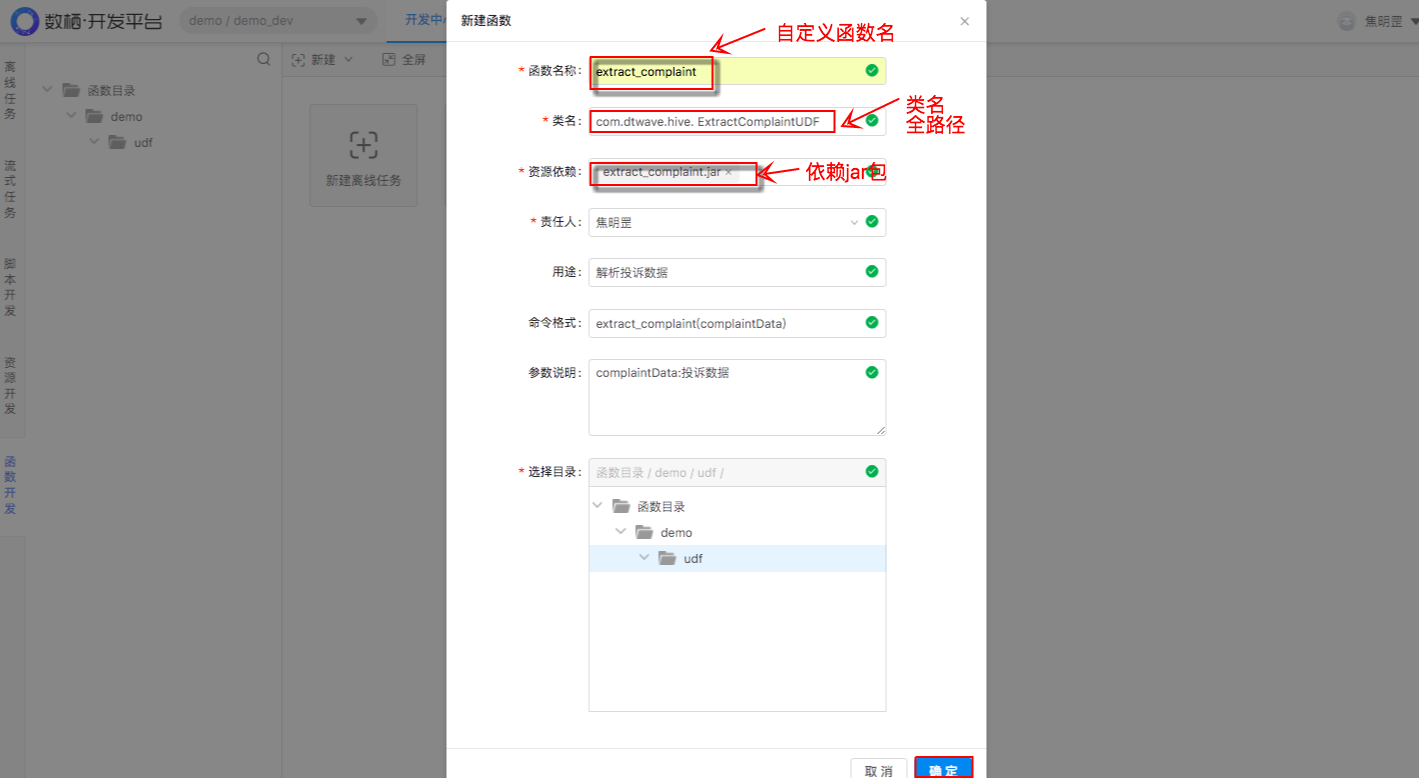 数栖·开发平台
demo / demo_dev
开发中
新建函数
焦明罡
自定义函数名
离线任务
流式任务
脚本开发
资源开发
函数开发
新建
全屏
函数目录
demo
udf
新建离线任务
* 函数名称:
extract_complaint
* 类名:
com.dtwave.hive. ExtractComplaintUDF
类名
全路径
* 资源依赖:
extract_complaint.jar ×
依赖jar包
* 责任人:
焦明罡
用途:
解析投诉数据
命令格式:
extract_complaint(complaintData)
参数说明:
complaintData:投诉数据
* 选择目录:
函数目录 / demo / udf /
函数目录
demo
udf
取 消
确 定